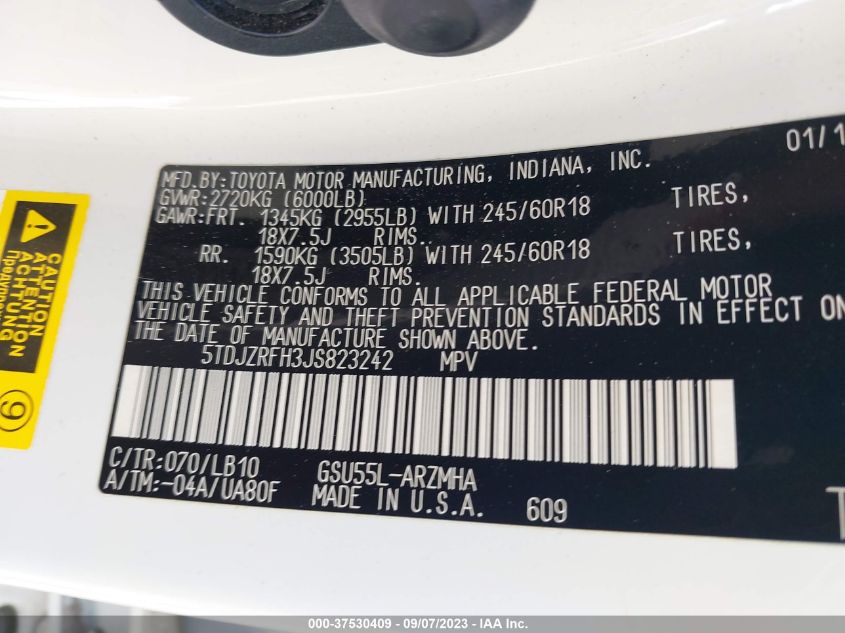 01/1
MFD.BY:TOYOTA MOTOR MANUFACTURING, INDIANA, INC.
GVWR:2720KG (6000LB)
GAWR:FRT. 1345KG (2955LB) WITH 245/60R18 TIRES,
18X7.5J RIMS.
RR. 1590KG (3505LB) WITH 245/60R18 TIRES,
18X7.5J RIMS.
THIS VEHICLE CONFORMS TO ALL APPLICABLE FEDERAL MOTOR
VEHICLE SAFETY AND THEFT PREVENTION STANDARDS IN EFFECT ON
THE DATE OF MANUFACTURE SHOWN ABOVE.
5TDJZRFH3JS823242 MPV
C/TR:070/LB10 GSU55L-ARZMHA
A/TM:-04A/UA80F MADE IN U.S.A. 609
CAUTION
ATTENTION
ACHTUNG
9
000-37530409 - 09/07/2023 - IAA Inc.